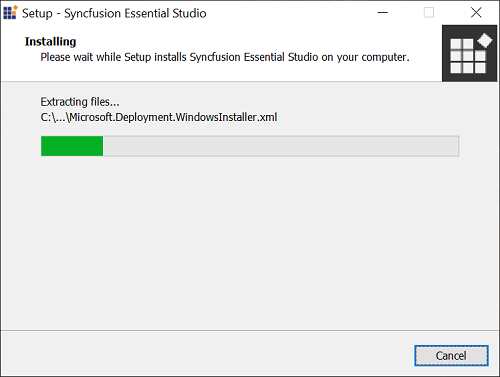 Setup - Syncfusion Essential Studio
Installing
Please wait while Setup installs Syncfusion Essential Studio on your computer.
Extracting files...
C:\...\Microsoft.Deployment.WindowsInstaller.xml
Cancel